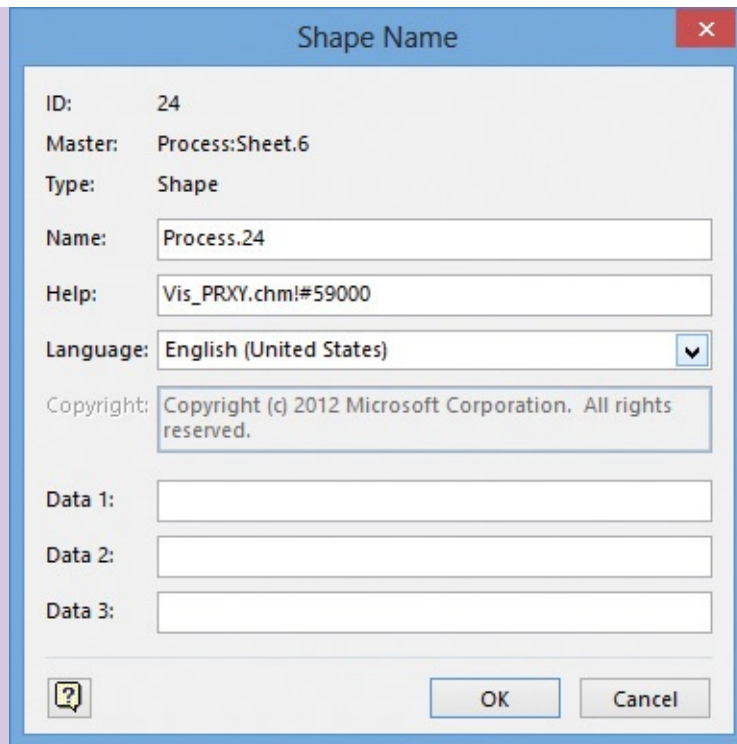 Shape Name
ID: 24
Master: Process:Sheet.6
Type: Shape
Name: Process.24
Help: Vis_PRXY.chm!#59000
Language: English (United States)
Copyright: Copyright (c) 2012 Microsoft Corporation.  All rights
reserved.
Data 1:
Data 2:
Data 3:
OK Cancel